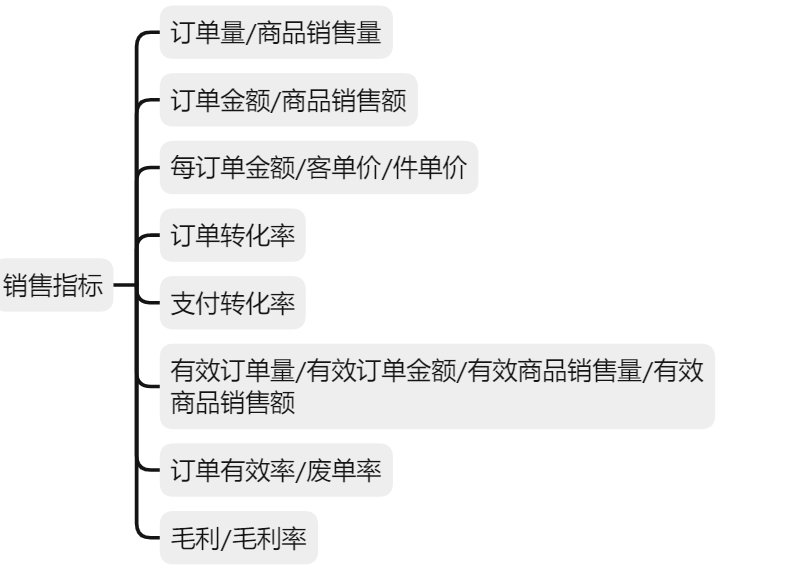 订单量/商品销售量
订单金额/商品销售额
每订单金额/客单价/件单价
订单转化率
销售指标
支付转化率
有效订单量/有效订单金额/有效商品销售量/有效
商品销售额
订单有效率/废单率
毛利/毛利率